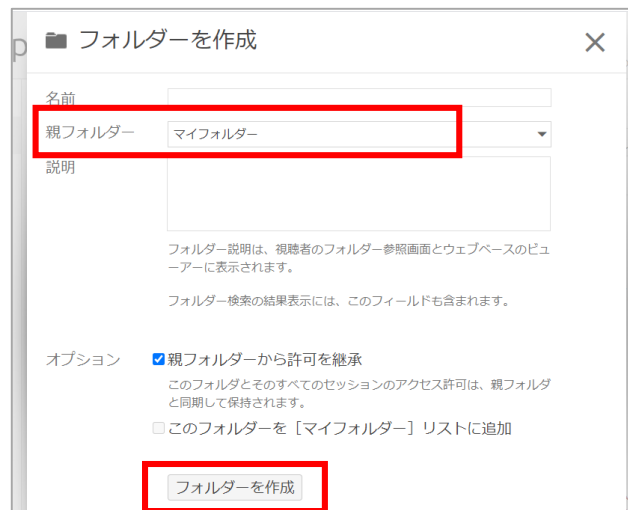 フォルダーを作成
名前
親フォルダー
マイフォルダー
説明
フォルダー説明は、視聴者のフォルダー参照画面とウェブベースのビュ
ーアーに表示されます。
フォルダー検索の結果表示には、このフィールドも含まれます。
オプション
親フォルダーから許可を継承
このフォルダとそのすべてのセッションのアクセス許可は、親フォルダ
と同期して保持されます。
このフォルダーを［マイフォルダー］リストに追加
フォルダーを作成